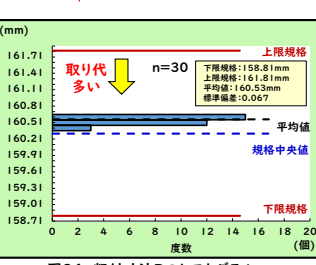 (mm)
161.71
161.41
161.11
160.81
160.51
160.21
159.91
159.61
159.31
159.01
158.71
取り代
多い
n=30
上限規格
下限規格:158.81mm
上限規格:161.81mm
平均値:160.53mm
標準偏差:0.067
平均値
規格中央値
下限規格
0 2 4 6 8 10 12 14 16 18 20
度数
(個)